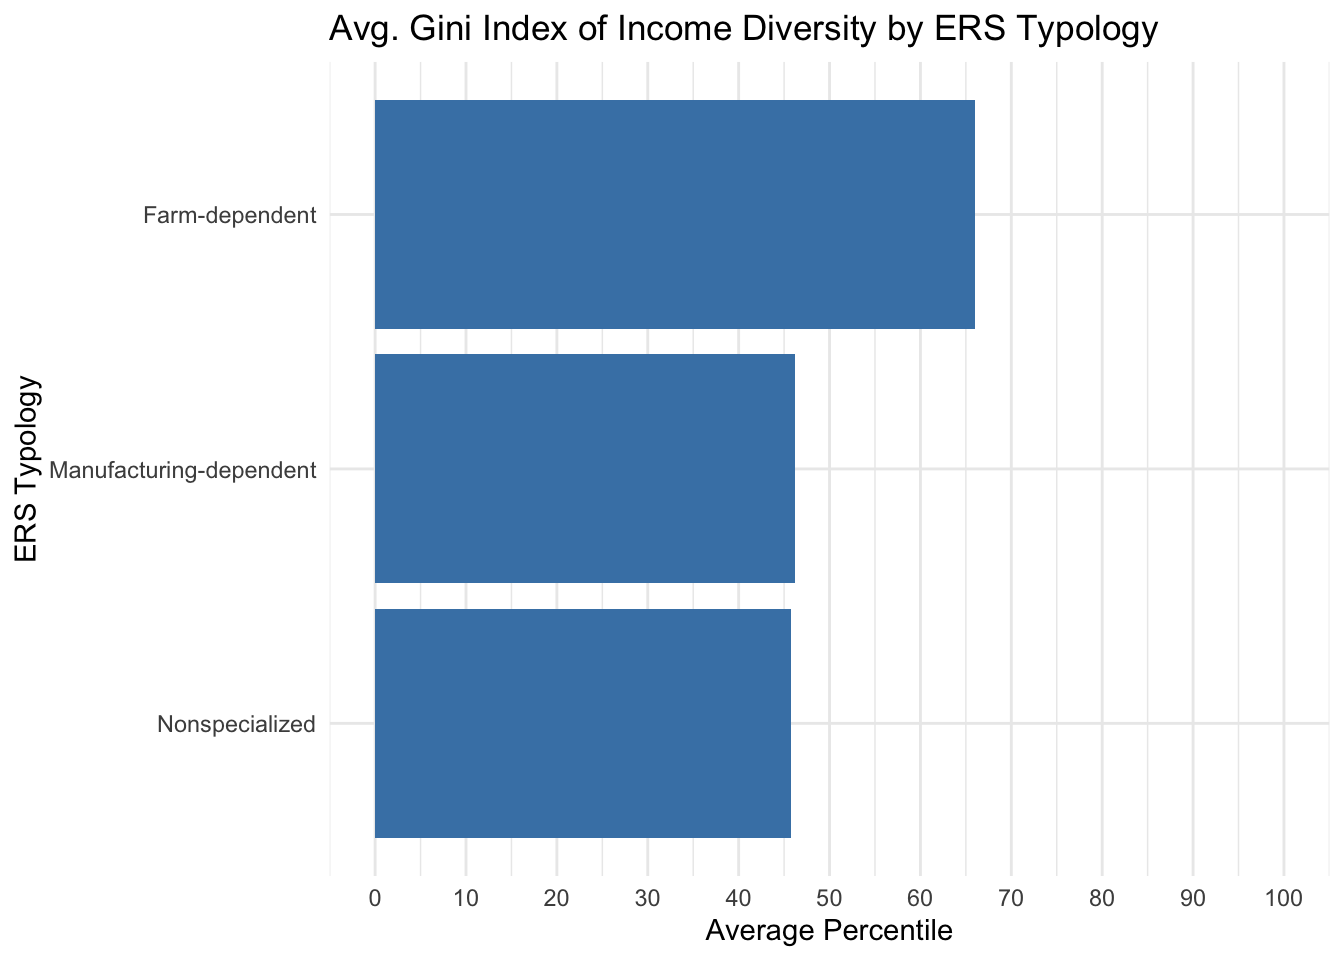 Avg. Gini Index of Income Diversity by ERS Typology
ERS Typology
Farm-dependent
Manufacturing-dependent
Nonspecialized
0 10 20 30 40 50 60 70 80 90 100
Average Percentile